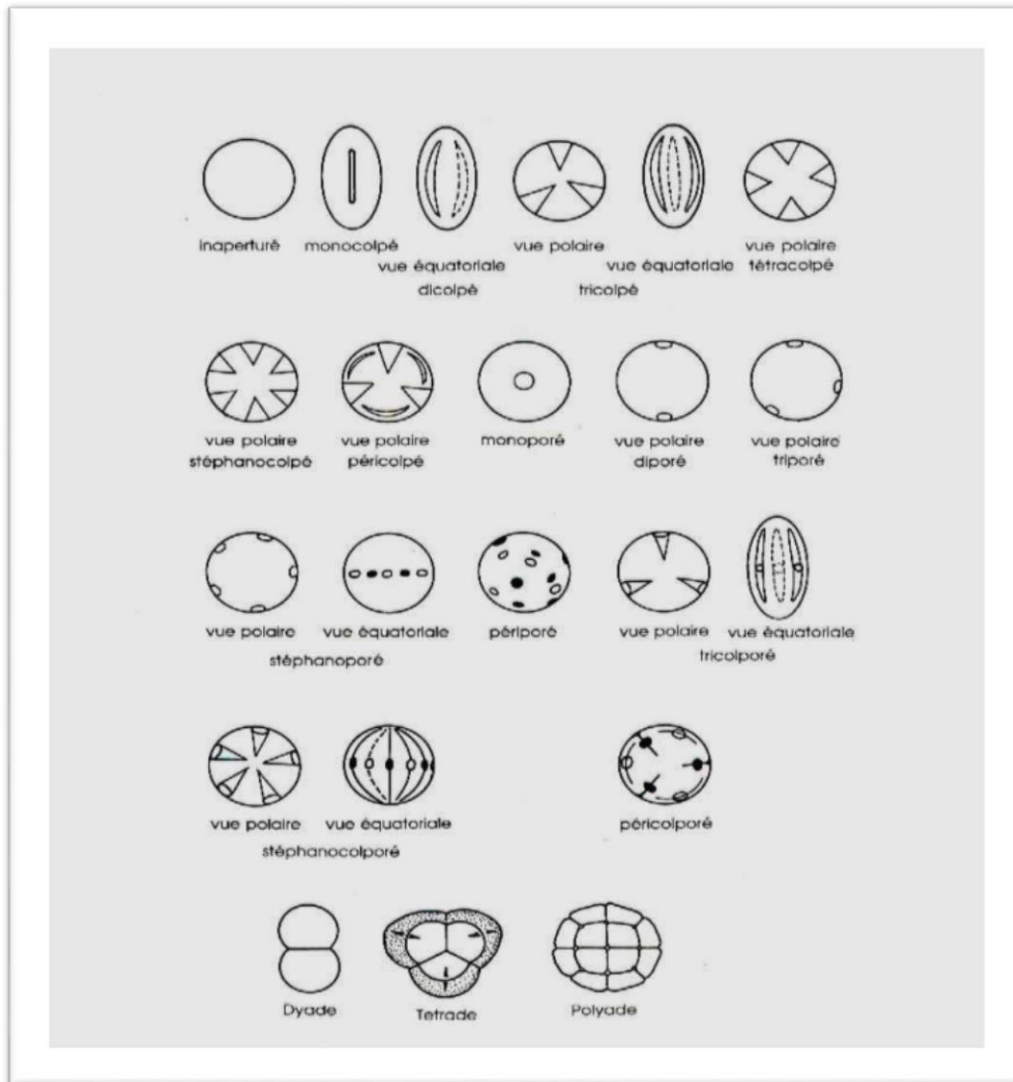 inaperturé
monocolpé
vue équatoriale
dicolpé
vue polaire
vue équatoriale
tricolpé
vue polaire
tétracolpé
vue polaire
stéphanocolpé
vue polaire
péricolpé
monoporé
vue polaire
diporé
vue polaire
triporé
vue polaire
vue équatoriale
stéphanoporé
périporé
vue polaire
vue équatoriale
tricolporé
vue polaire
vue équatoriale
stéphanocolporé
péricolporé
Dyade
Tetrade
Polyade